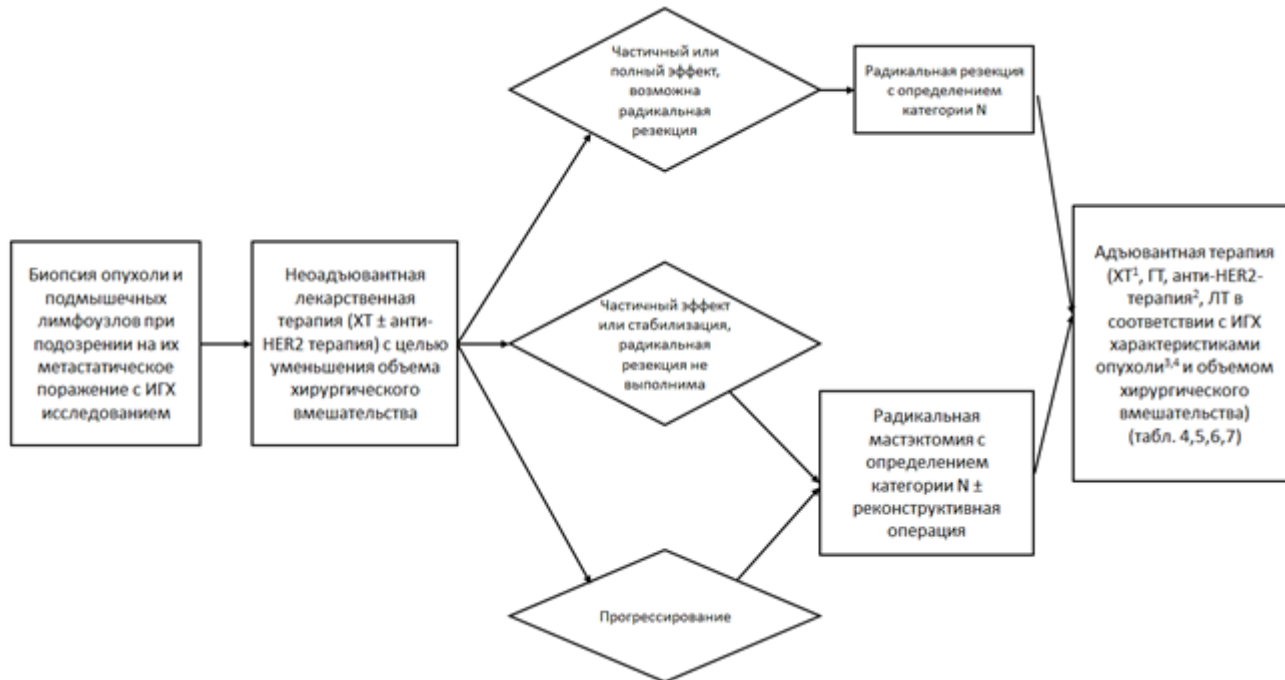 Биопсия опухоли и
подмышечных
лимфоузлов при
подозрении на их
метастатическое
поражение с ИГХ
исследованием
Неоадъювантная
лекарственная
терапия (ХТ ± анти-
HER2 терапия) с целью
уменьшения объема
хирургического
вмешательства
Частичный или
полный эффект,
возможна
радикальная
резекция
Радикальная резекция
с определением
категории N
Частичный эффект
или стабилизация,
радикальная
резекция не
выполнима
Прогрессирование
Радикальная
мастэктомия с
определением
категории N ±
реконструктивная
операция
Адъювантная терапия
(ХТ¹, ГТ, анти-HER2-
терапия², ЛТ в
соответствии с ИГХ
характеристиками
опухоли³,⁴ и объемом
хирургического
вмешательства)
(табл. 4,5,6,7)